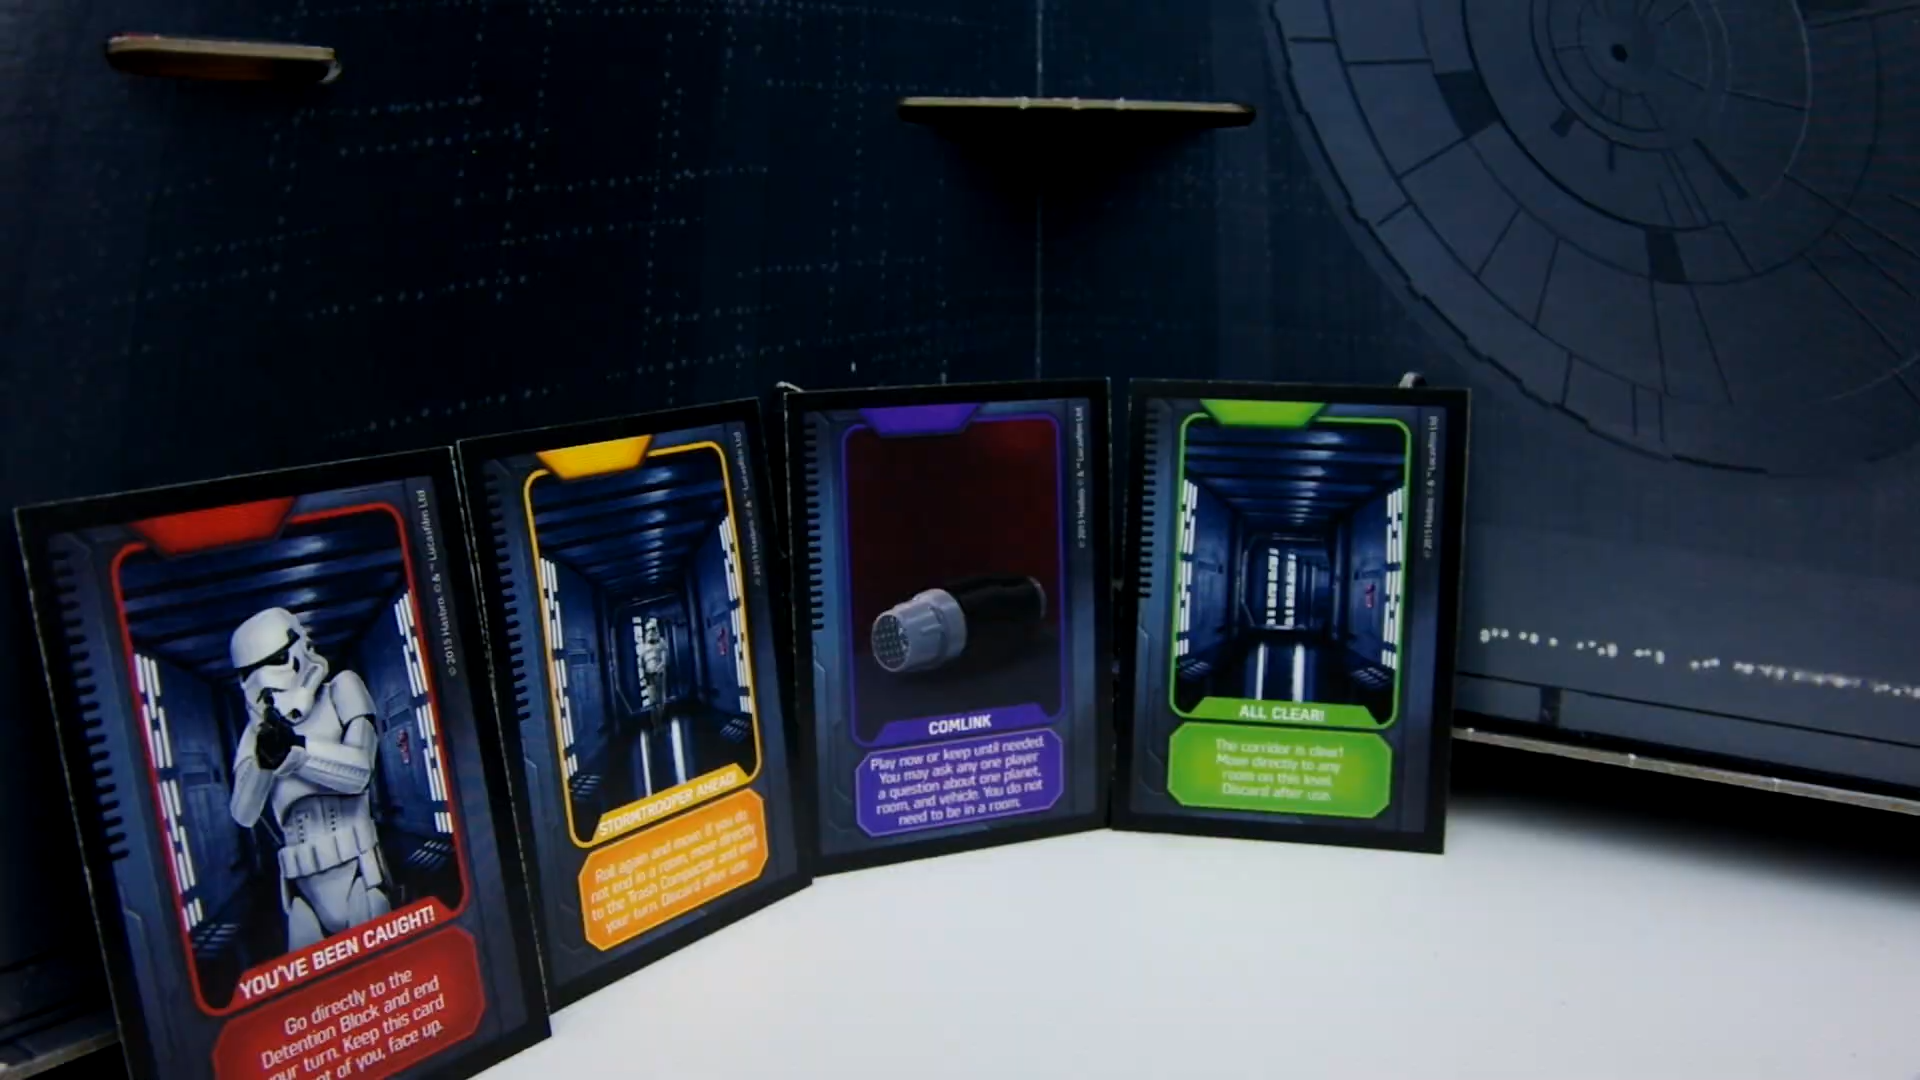 © 2015 Hasbro. © & ™ Lucasfilm Ltd
YOU'VE BEEN CAUGHT!
Go directly to the
Detention Block and end
your turn. Keep this card
of you, face up.
© 2015 Hasbro. © & ™ Lucasfilm Ltd
STORMTROOPER AHEAD!
Roll again and move. If you do
not end in a room, move directly
to the Trash Compactor and end
your turn. Discard after use.
© 2015 Hasbro. © & ™ Lucasfilm Ltd
COMLINK
Play now or keep until needed.
You may ask any one player
a question about one planet,
room, and vehicle. You do not
need to be in a room.
© 2015 Hasbro. © & ™ Lucasfilm Ltd
ALL CLEAR!
The corridor is clear!
Move directly to any
room on this level.
Discard after use.